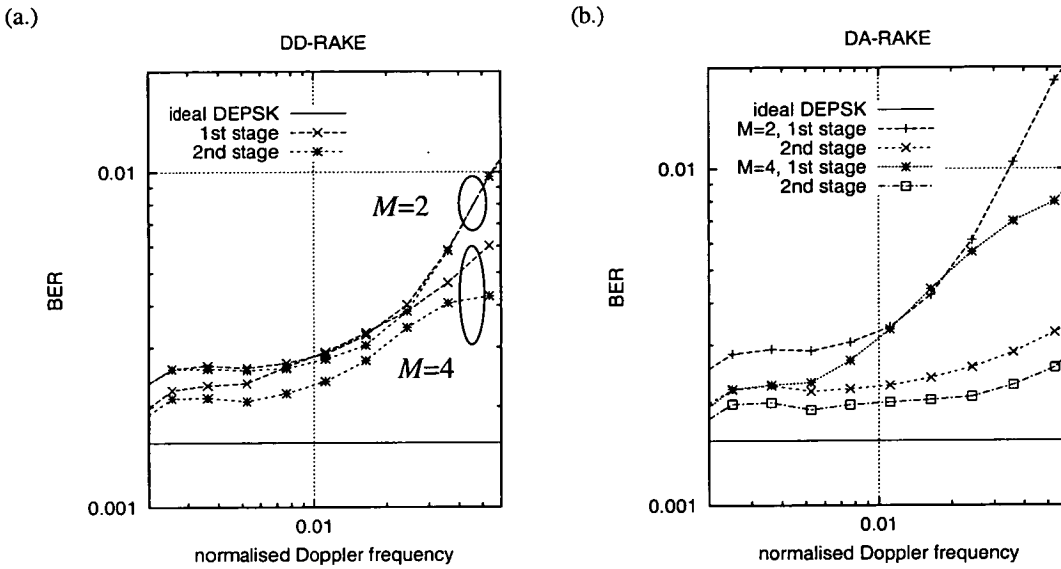 (a.)
DD-RAKE
ideal DEPSK
1st stage
2nd stage
0.01
M=2
M=4
BER
0.001
0.01
normalised Doppler frequency
(b.)
DA-RAKE
ideal DEPSK
M=2, 1st stage
2nd stage
M=4, 1st stage
2nd stage
0.01
BER
0.001
0.01
normalised Doppler frequency